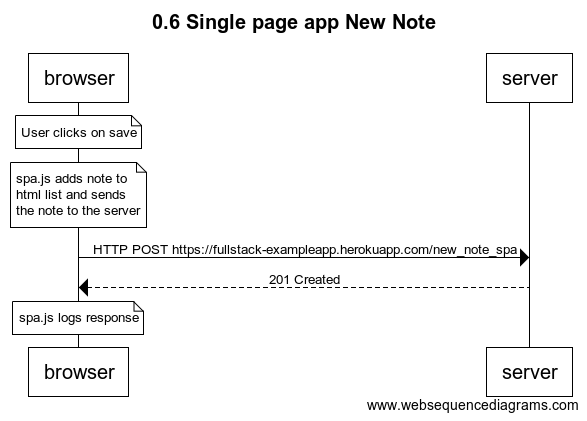 0.6 Single page app New Note
browser
server
User clicks on save
spa.js adds note to
html list and sends
the note to the server
HTTP POST https://fullstack-exampleapp.herokuapp.com/new_note_spa
201 Created
spa.js logs response
browser
server
www.websequencediagrams.com